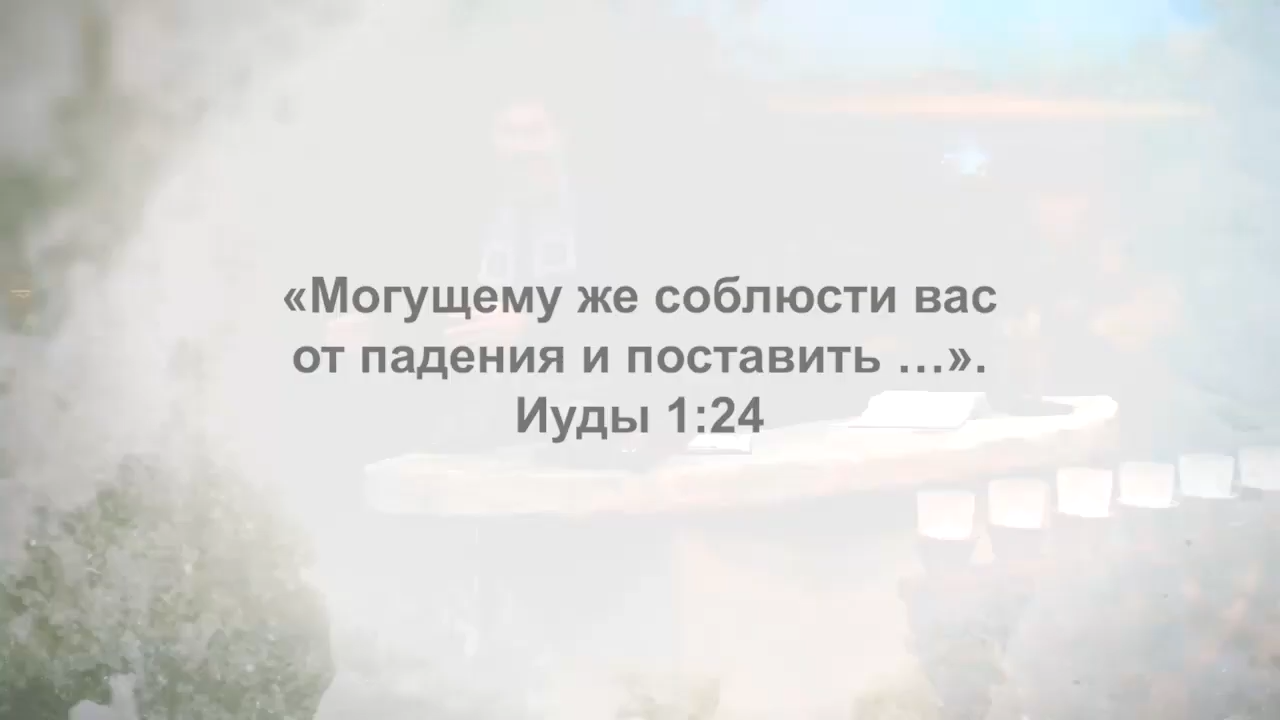 «Могущему же соблюсти вас
от падения и поставить ...».
Иуды 1:24